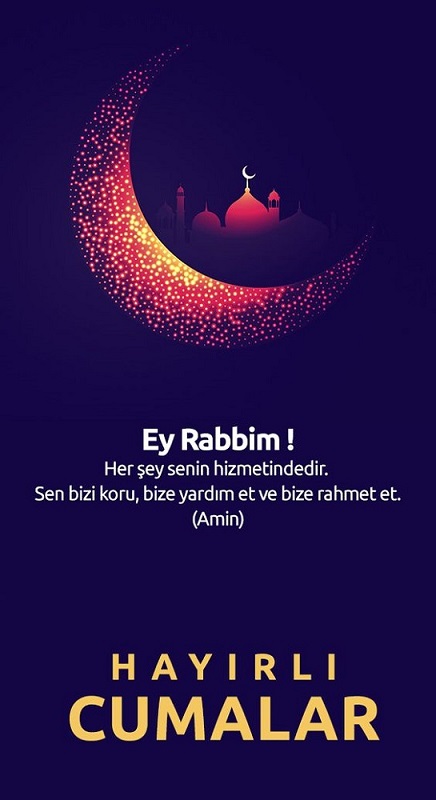 Ey Rabbim !
Her şey senin hizmetindedir.
Sen bizi koru, bize yardım et ve bize rahmet et.
(Amin)
HAYIRLI
CUMALAR